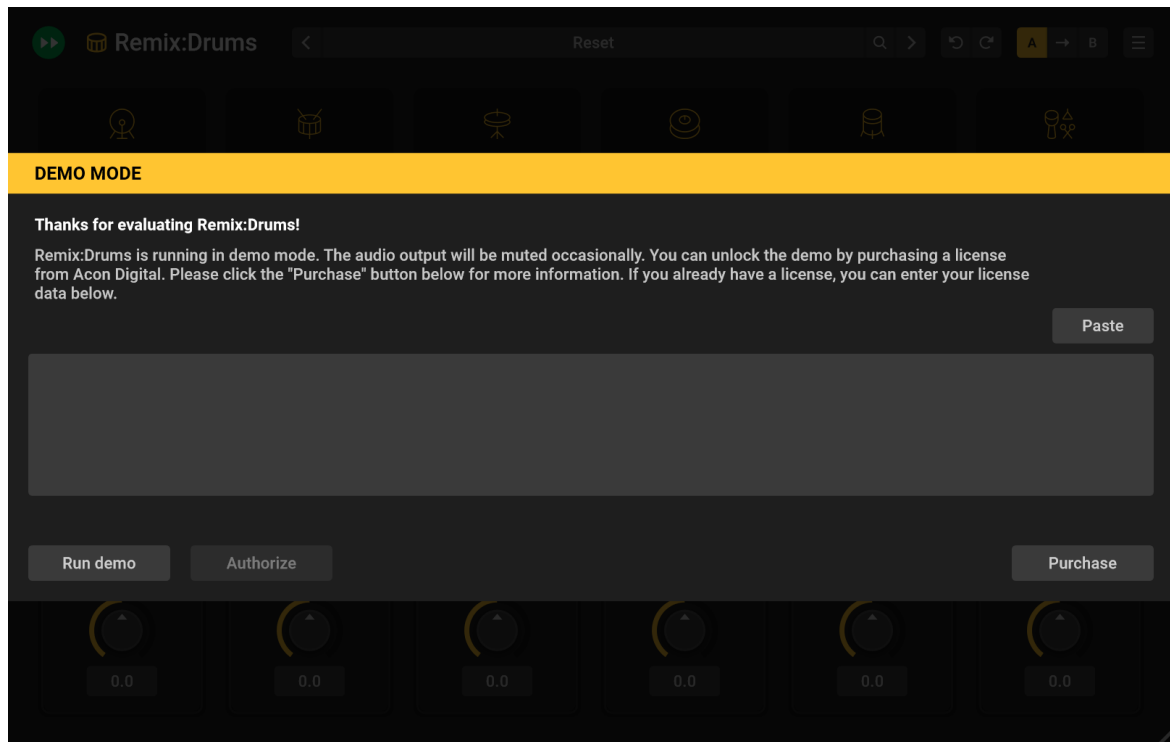 Remix:Drums
Reset
A
B
DEMO MODE
Thanks for evaluating Remix:Drums!
Remix:Drums is running in demo mode. The audio output will be muted occasionally. You can unlock the demo by purchasing a license
from Acon Digital. Please click the "Purchase" button below for more information. If you already have a license, you can enter your license
data below.
Paste
Run demo
Authorize
Purchase
0.0
0.0
0.0
0.0
0.0
0.0